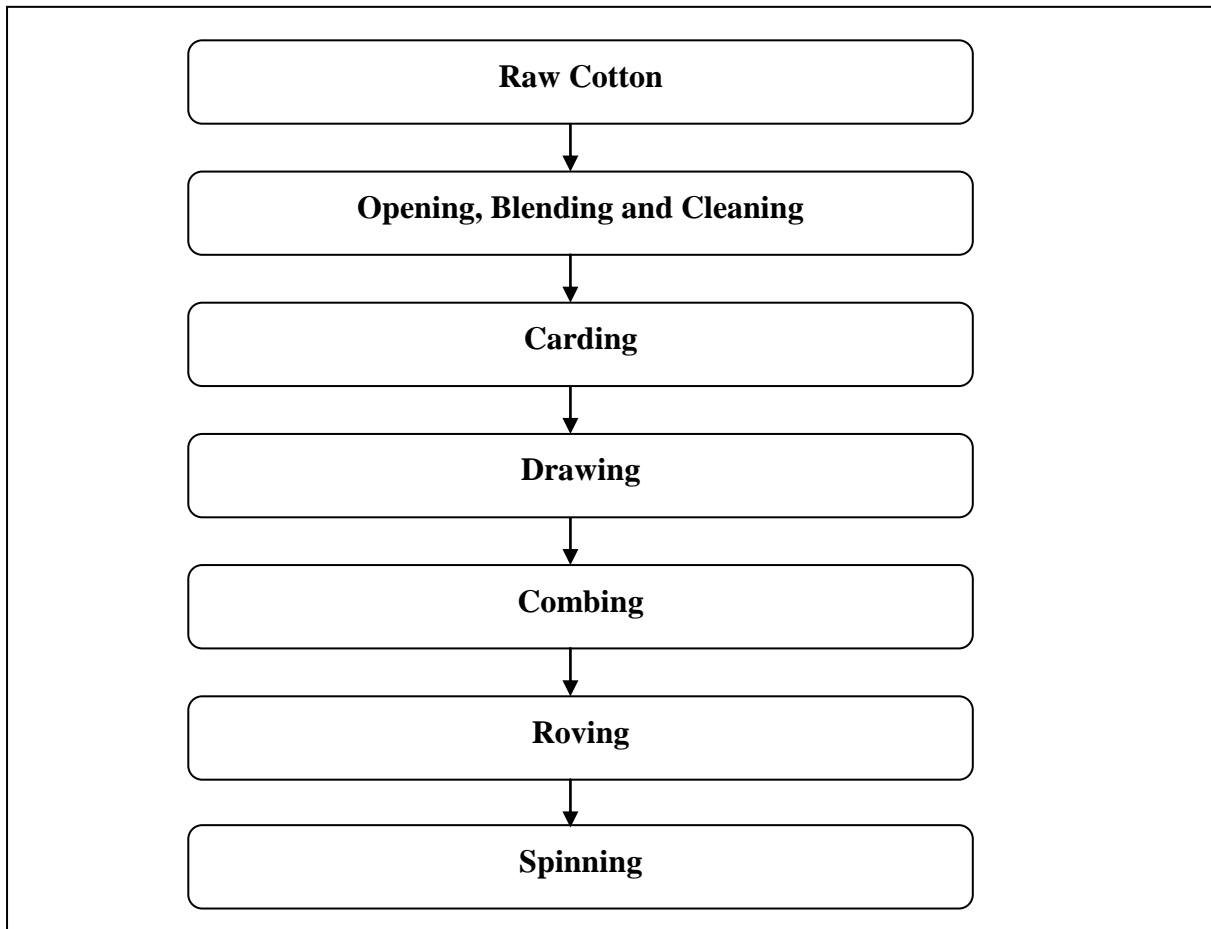 Raw Cotton
Opening, Blending and Cleaning
Carding
Drawing
Combing
Roving
Spinning